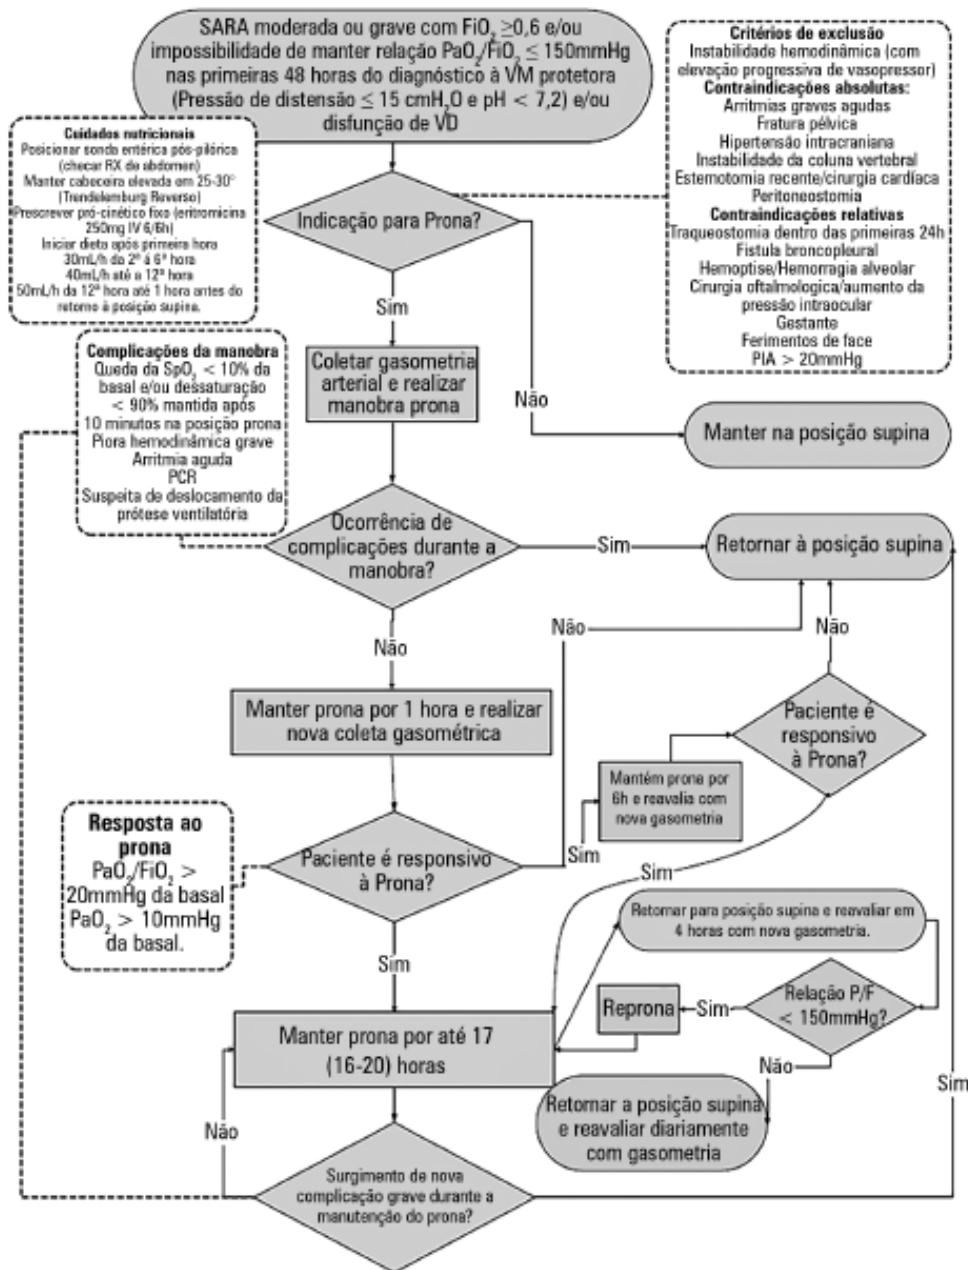 SARA moderada ou grave com FiO₂ ≥0,6 e/ou
impossibilidade de manter relação PaO₂/FiO₂ ≤ 150mmHg
nas primeiras 48 horas do diagnóstico à VM protetora
(Pressão de distensão ≤ 15 cmH₂O e pH < 7,2) e/ou
disfunção de VD
Critérios de exclusão
Instabilidade hemodinâmica (com
elevação progressiva de vasopressor)
Contraindicações absolutas:
Arritmias graves agudas
Fratura pélvica
Hipertensão intracraniana
Instabilidade da coluna vertebral
Esternotomia recente/cirurgia cardíaca
Peritoneostomia
Contraindicações relativas
Traqueostomia dentro das primeiras 24h
Fistula broncopleural
Hemoptise/Hemorragia alveolar
Cirurgia oftalmologica/aumento da
pressão intraocular
Gestante
Ferimentos de face
PIA > 20mmHg
Cuidados nutricionais
Posicionar sonda entérica pós-pilórica
(checar RX de abdomen)
Manter cabeceira elevada em 25-30°
(Trendelemburg Reverso)
Prescrever pró-cinético fixo (eritromicina
250mg IV 6/6h)
Iniciar dieta após primeira hora
30mL/h da 2ª à 6ª hora
40mL/h até a 12ª hora
50mL/h da 12ª hora até 1 hora antes do
retorno à posição supina.
Indicação para Prona?
Sim
Não
Complicações da manobra
Queda da SpO₂ < 10% da
basal e/ou dessaturação
< 90% mantida após
10 minutos na posição prona
Piora hemodinâmica grave
Arritmia aguda
PCR
Suspeita de deslocamento da
prótese ventilatória
Coletar gasometria
arterial e realizar
manobra prona
Manter na posição supina
Ocorrência de
complicações durante a
manobra?
Sim
Retornar à posição supina
Não
Não
Não
Manter prona por 1 hora e realizar
nova coleta gasométrica
Paciente é
responsivo
à Prona?
Mantém prona por
6h e reavalia com
nova gasometria
Resposta ao
prona
PaO₂/FiO₂ >
20mmHg da basal
PaO₂ > 10mmHg
da basal.
Paciente é responsivo
à Prona?
Sim
Sim
Sim
Retornar para posição supina e reavaliar em
4 horas com nova gasometria.
Relação P/F
< 150mmHg?
Sim
Reprona
Manter prona por até 17
(16-20) horas
Não
Sim
Retornar a posição supina
e reavaliar diariamente
com gasometria
Não
Surgimento de nova
complicação grave durante a
manutenção do prona?